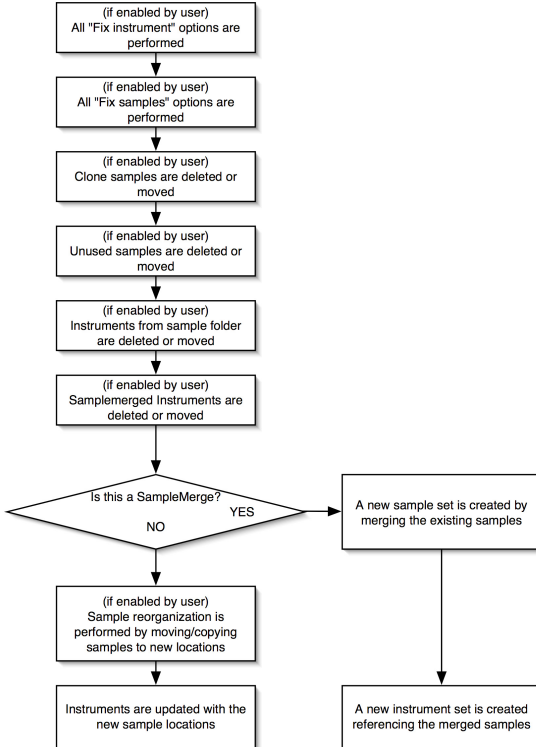 (if enabled by user)
All "Fix instrument" options are
performed
(if enabled by user)
All "Fix samples" options are
performed
(if enabled by user)
Clone samples are deleted or
moved
(if enabled by user)
Unused samples are deleted or
moved
(if enabled by user)
Instruments from sample folder
are deleted or moved
(if enabled by user)
Samplemerged Instruments are
deleted or moved
Is this a SampleMerge?
YES
NO
A new sample set is created by
merging the existing samples
(if enabled by user)
Sample reorganization is
performed by moving/copying
samples to new locations
Instruments are updated with the
new sample locations
A new instrument set is created
referencing the merged samples